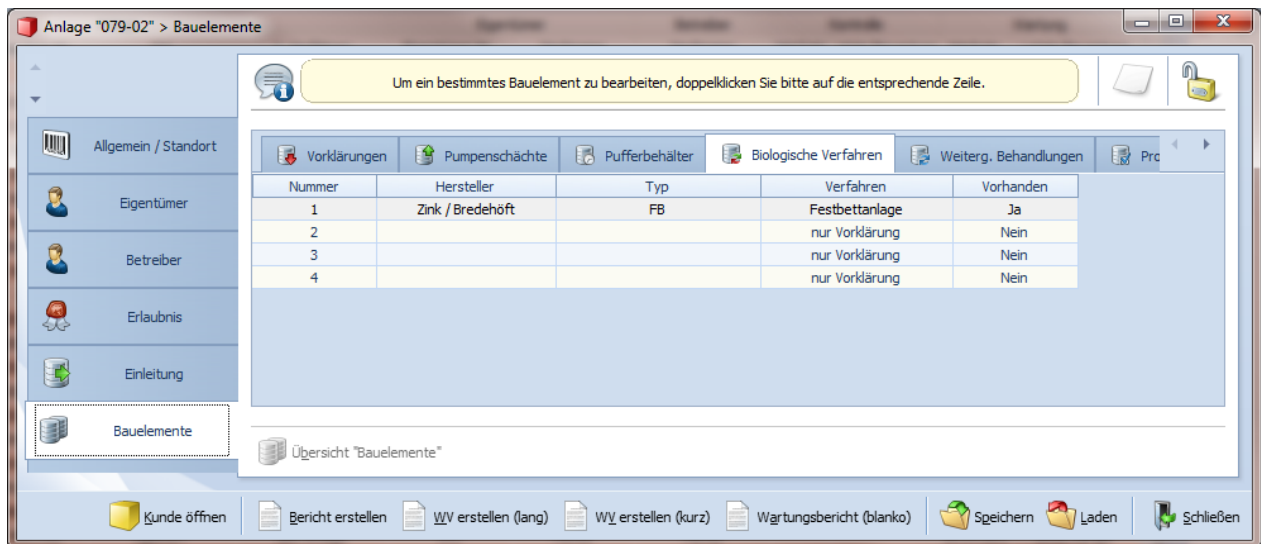 Anlage "079-02" > Bauelemente
Um ein bestimmtes Bauelement zu bearbeiten, doppelklicken Sie bitte auf die entsprechende Zeile.
Allgemein / Standort
Eigentümer
Betreiber
Erlaubnis
Einleitung
Bauelemente
Vorklärungen Pumpenschächte Pufferbehälter Biologische Verfahren Weiterg. Behandlungen Pro
Nummer Hersteller Typ Verfahren Vorhanden
1 Zink / Bredehöft FB Festbettanlage Ja
2 nur Vorklärung Nein
3 nur Vorklärung Nein
4 nur Vorklärung Nein
Übersicht "Bauelemente"
Kunde öffnen Bericht erstellen WV erstellen (lang) WV erstellen (kurz) Wartungsbericht (blanko) Speichern Laden Schließen